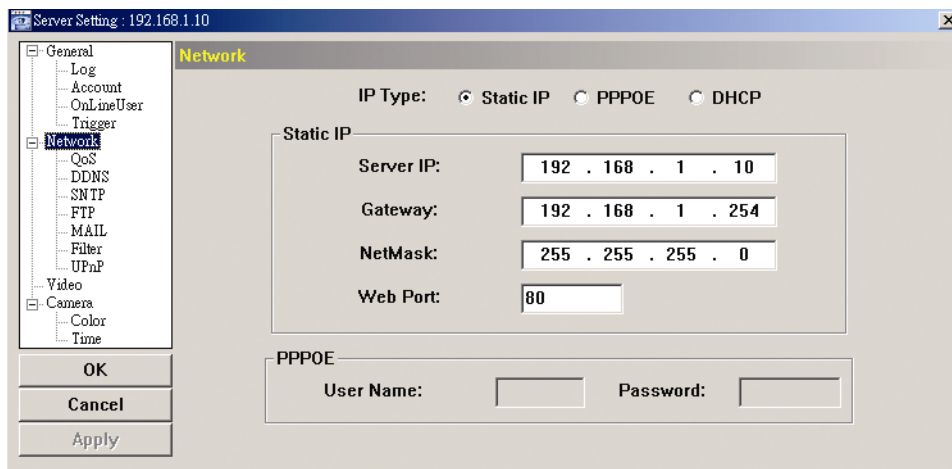 Server Setting : 192.168.1.10
General
Log
Account
OnLineUser
Trigger
Network
QoS
DDNS
SNTP
FTP
MAIL
Filter
UPnP
Video
Camera
Color
Time
OK
Cancel
Apply
Network
IP Type: Static IP PPPOE DHCP
Static IP
Server IP: 192 . 168 . 1 . 10
Gateway: 192 . 168 . 1 . 254
NetMask: 255 . 255 . 255 . 0
Web Port: 80
PPPOE
User Name: Password: